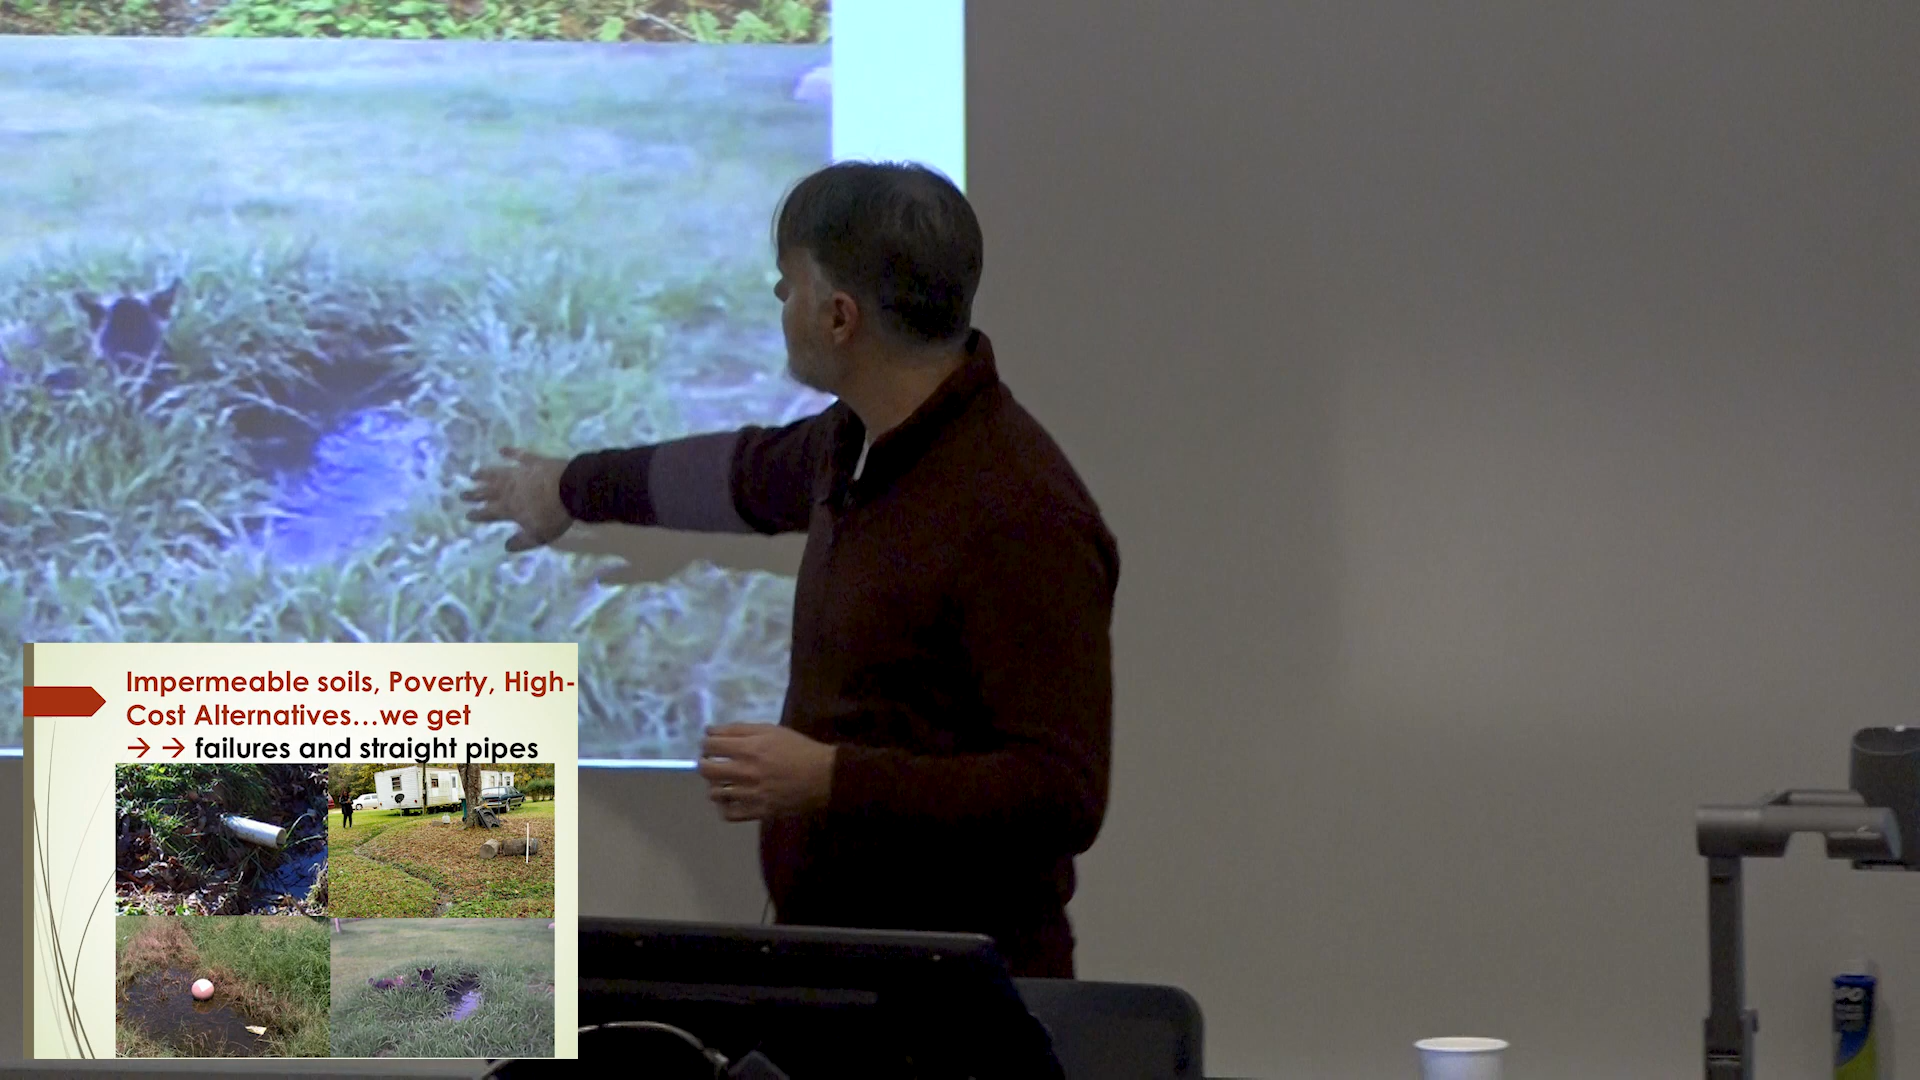 Impermeable soils, Poverty, High-
Cost Alternatives...we get
→ → failures and straight pipes